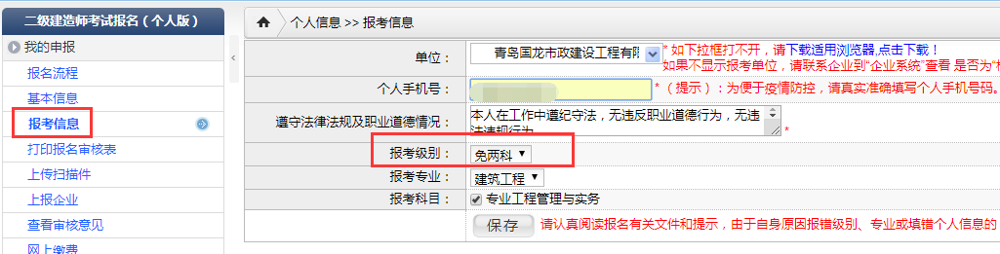 二级建造师考试报名（个人版）
我的申报
报名流程
基本信息
报考信息
打印报名审核表
上传扫描件
上报企业
查看审核意见
网上缴费
个人信息 >> 报考信息
单位：
青岛国龙市政建设工程有限
* 如下拉框打不开，请下载适用浏览器,点击下载！
如果不显示报考单位，请联系企业到“企业系统”查看 是否为“
个人手机号：
*（ 提示 ）: 为便于疫情防控，请真实准确填写个人手机号码。
遵守法律法规及职业道德情况：
本人在工作中遵纪守法，无违反职业道德行为，无违
法违规行为
*
报考级别：
免两科
报考专业：
建筑工程
报考科目：
专业工程管理与实务
保存
请认真阅读报名有关文件和提示，由于自身原因报错级别、专业或填错个人信息的